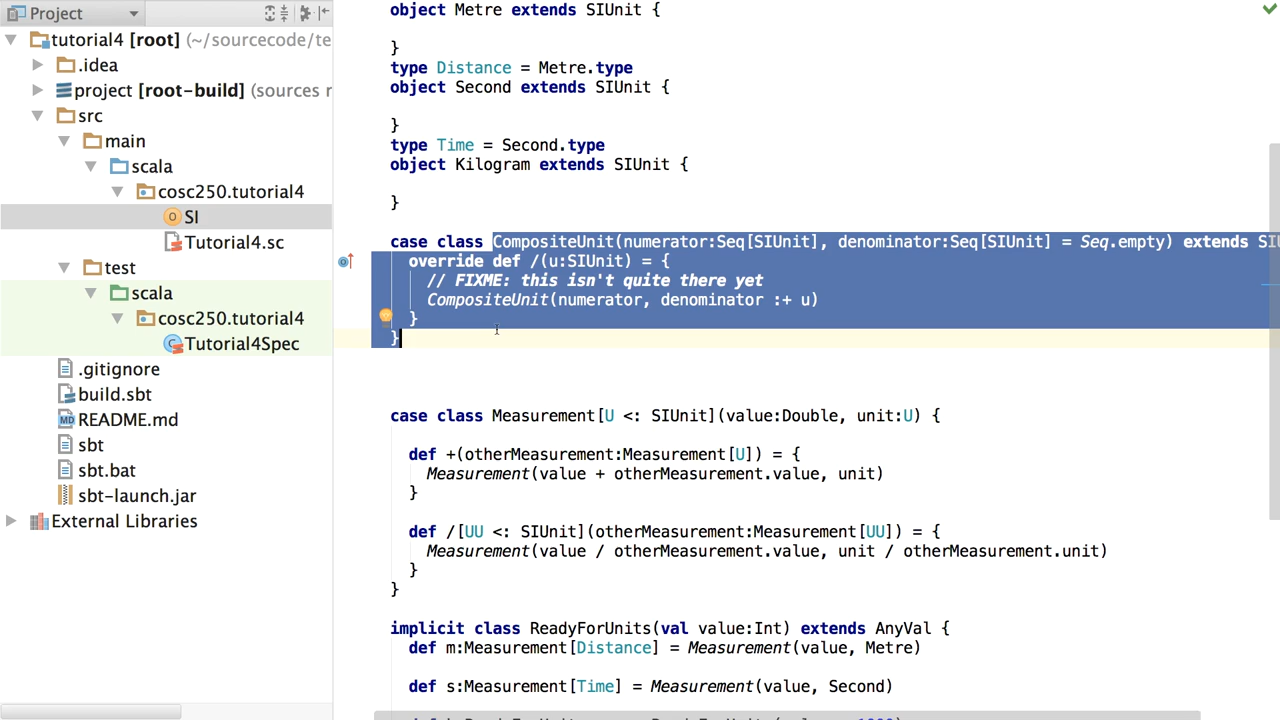 Project
tutorial4 [root] (~/sourcecode/te
.idea
project [root-build] (sources r
src
main
scala
cosc250.tutorial4
SI
Tutorial4.sc
test
scala
cosc250.tutorial4
Tutorial4Spec
.gitignore
build.sbt
README.md
sbt
sbt.bat
sbt-launch.jar
External Libraries
object Metre extends SIUnit {
}
type Distance = Metre.type
object Second extends SIUnit {
}
type Time = Second.type
object Kilogram extends SIUnit {
}
case class CompositeUnit(numerator:Seq[SIUnit], denominator:Seq[SIUnit] = Seq.empty) extends SIU
override def /(u:SIUnit) = {
// FIXME: this isn't quite there yet
CompositeUnit(numerator, denominator :+ u)
}
}
case class Measurement[U <: SIUnit](value:Double, unit:U) {
def +(otherMeasurement:Measurement[U]) = {
Measurement(value + otherMeasurement.value, unit)
}
def /[UU <: SIUnit](otherMeasurement:Measurement[UU]) = {
Measurement(value / otherMeasurement.value, unit / otherMeasurement.unit)
}
}
implicit class ReadyForUnits(val value:Int) extends AnyVal {
def m:Measurement[Distance] = Measurement(value, Metre)
def s:Measurement[Time] = Measurement(value, Second)